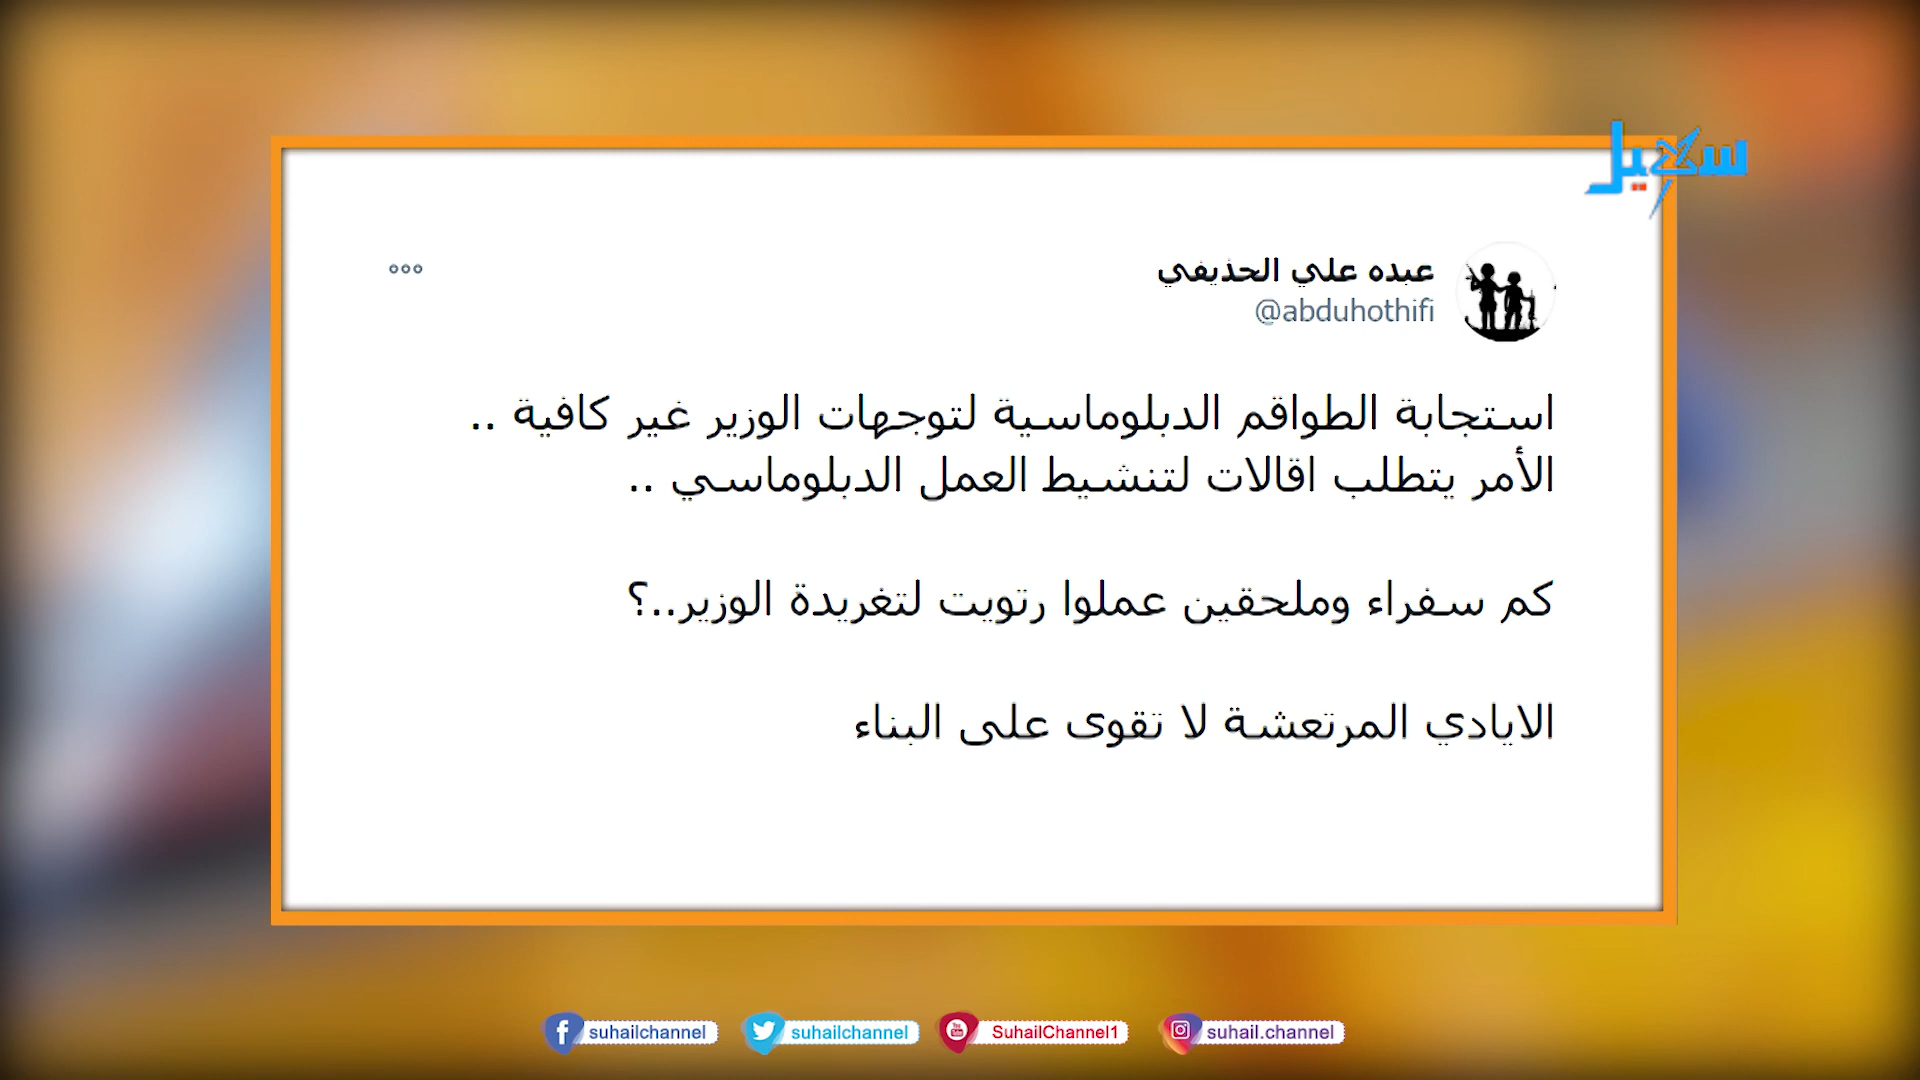 سهيل
عبده علي الحذيفي
@abduhothifi
استجابة الطواقم الدبلوماسية لتوجهات الوزير غير كافية ..
الأمر يتطلب اقالات لتنشيط العمل الدبلوماسي ..
كم سفراء وملحقين عملوا رتويت لتغريدة الوزير..؟
الايادي المرتعشة لا تقوى على البناء
suhailchannel
suhailchannel
SuhailChannel1
suhail.channel